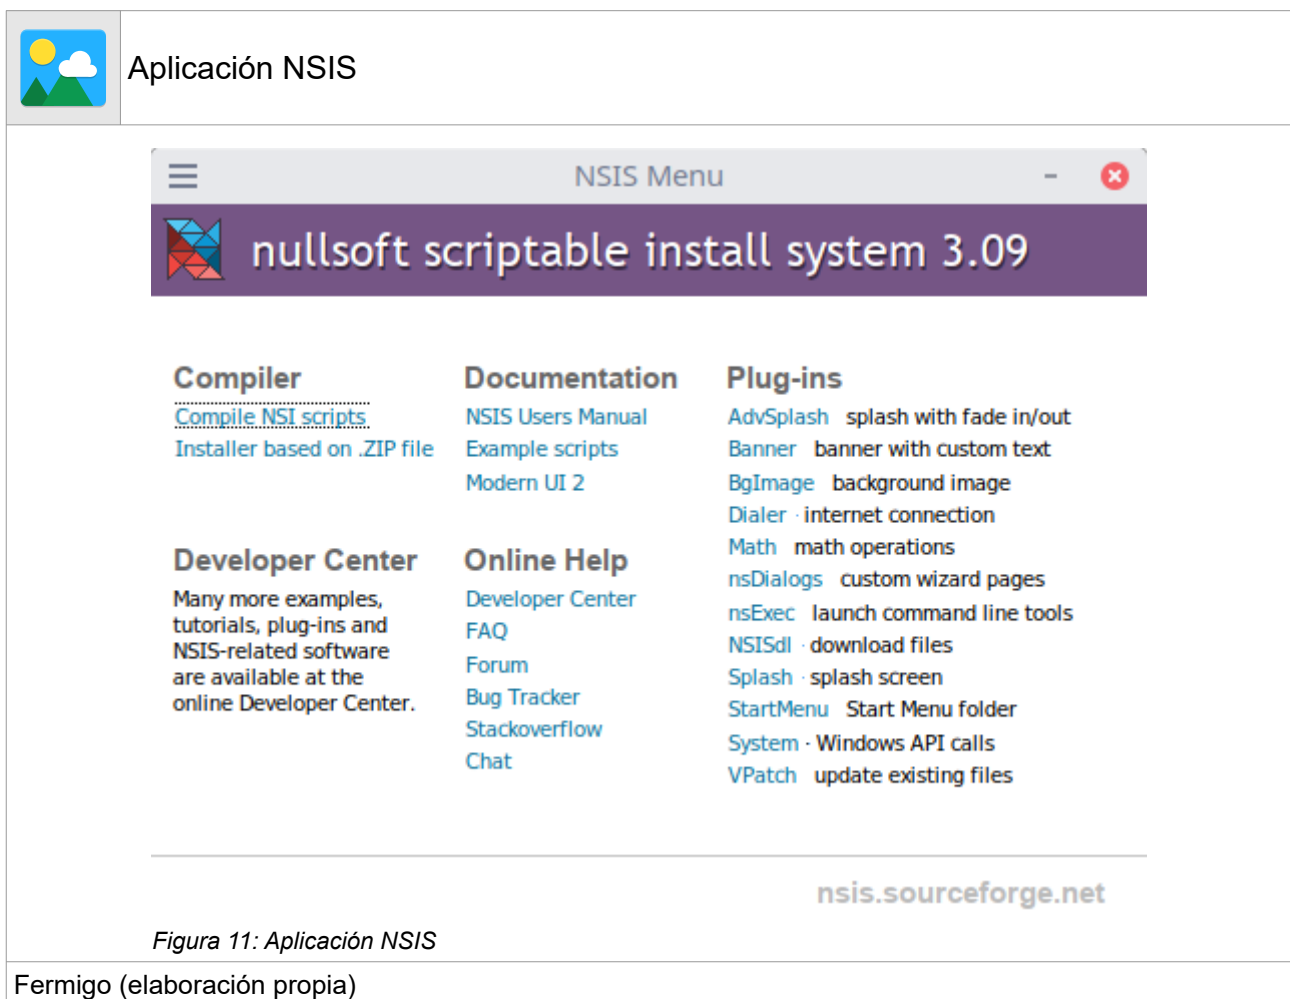 Aplicación NSIS
NSIS Menu
nullsoft scriptable install system 3.09
Compiler
Compile NSI scripts
Installer based on .ZIP file
Documentation
NSIS Users Manual
Example scripts
Modern UI 2
Developer Center
Many more examples,
tutorials, plug-ins and
NSIS-related software
are available at the
online Developer Center.
Online Help
Developer Center
FAQ
Forum
Bug Tracker
Stackoverflow
Chat
Plug-ins
AdvSplash splash with fade in/out
Banner banner with custom text
BgImage background image
Dialer · internet connection
Math math operations
nsDialogs custom wizard pages
nsExec launch command line tools
NSISdl · download files
Splash · splash screen
StartMenu Start Menu folder
System · Windows API calls
VPatch update existing files
nsis.sourceforge.net
Figura 11: Aplicación NSIS
Fermigo (elaboración propia)